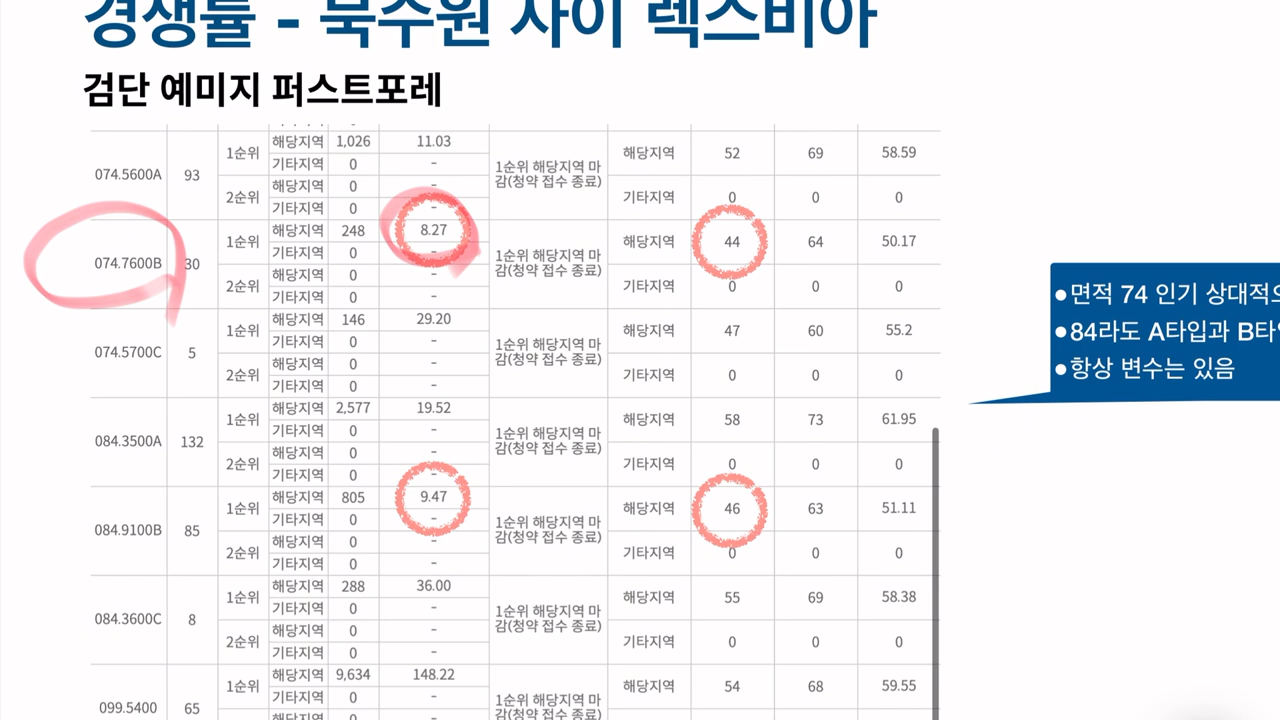 경쟁률 - 북수원 자이 렉스비아
검단 예미지 퍼스트포레
074.5600A 93 1순위 해당지역 1,026 11.03 1순위 해당지역 마감(청약 접수 종료) 해당지역 52 69 58.59
기타지역 0 -
2순위 해당지역 0 - 기타지역 0 0 0
기타지역 0 -
074.7600B 30 1순위 해당지역 248 8.27 1순위 해당지역 마감(청약 접수 종료) 해당지역 44 64 50.17
기타지역 0 -
2순위 해당지역 0 - 기타지역 0 0 0
기타지역 0 -
074.5700C 5 1순위 해당지역 146 29.20 1순위 해당지역 마감(청약 접수 종료) 해당지역 47 60 55.2
기타지역 0 -
2순위 해당지역 0 - 기타지역 0 0 0
기타지역 0 -
084.3500A 132 1순위 해당지역 2,577 19.52 1순위 해당지역 마감(청약 접수 종료) 해당지역 58 73 61.95
기타지역 0 -
2순위 해당지역 0 - 기타지역 0 0 0
기타지역 0 -
084.9100B 85 1순위 해당지역 805 9.47 1순위 해당지역 마감(청약 접수 종료) 해당지역 46 63 51.11
기타지역 0 -
2순위 해당지역 0 - 기타지역 0 0 0
기타지역 0 -
084.3600C 8 1순위 해당지역 288 36.00 1순위 해당지역 마감(청약 접수 종료) 해당지역 55 69 58.38
기타지역 0 -
2순위 해당지역 0 - 기타지역 0 0 0
기타지역 0 -
099.5400 65 1순위 해당지역 9,634 148.22 1순위 해당지역 마감(청약 접수 종료) 해당지역 54 68 59.55
기타지역 0 -
해당지역 0 -
●면적 74 인기 상대적으
●84라도 A타입과 B타
●항상 변수는 있음